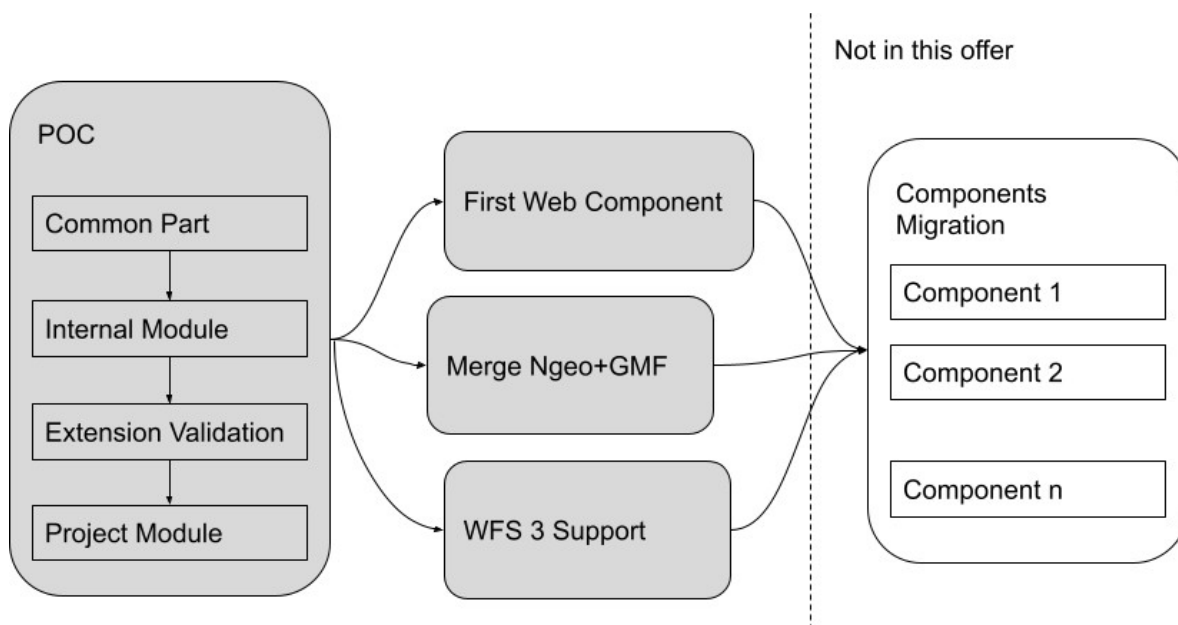 Not in this offer
POC
Common Part
Internal Module
Extension Validation
Project Module
First Web Component
Merge Ngeo+GMF
WFS 3 Support
Components
Migration
Component 1
Component 2
Component n